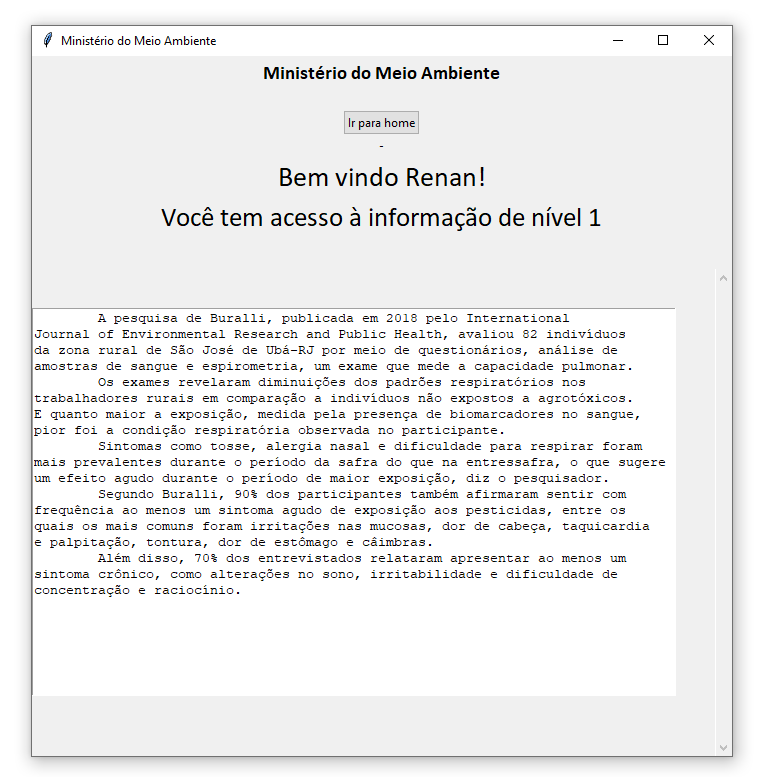 Ministério do Meio Ambiente
Ministério do Meio Ambiente
Ir para home
-
Bem vindo Renan!
Você tem acesso à informação de nível 1
A pesquisa de Buralli, publicada em 2018 pelo International
Journal of Environmental Research and Public Health, avaliou 82 indivíduos
da zona rural de São José de Ubá-RJ por meio de questionários, análise de
amostras de sangue e espirometria, um exame que mede a capacidade pulmonar.
Os exames revelaram diminuições dos padrões respiratórios nos
trabalhadores rurais em comparação a indivíduos não expostos a agrotóxicos.
E quanto maior a exposição, medida pela presença de biomarcadores no sangue,
pior foi a condição respiratória observada no participante.
Sintomas como tosse, alergia nasal e dificuldade para respirar foram
mais prevalentes durante o período da safra do que na entressafra, o que sugere
um efeito agudo durante o período de maior exposição, diz o pesquisador.
Segundo Buralli, 90% dos participantes também afirmaram sentir com
frequência ao menos um sintoma agudo de exposição aos pesticidas, entre os
quais os mais comuns foram irritações nas mucosas, dor de cabeça, taquicardia
e palpitação, tontura, dor de estômago e câimbras.
Além disso, 70% dos entrevistados relataram apresentar ao menos um
sintoma crônico, como alterações no sono, irritabilidade e dificuldade de
concentração e raciocínio.